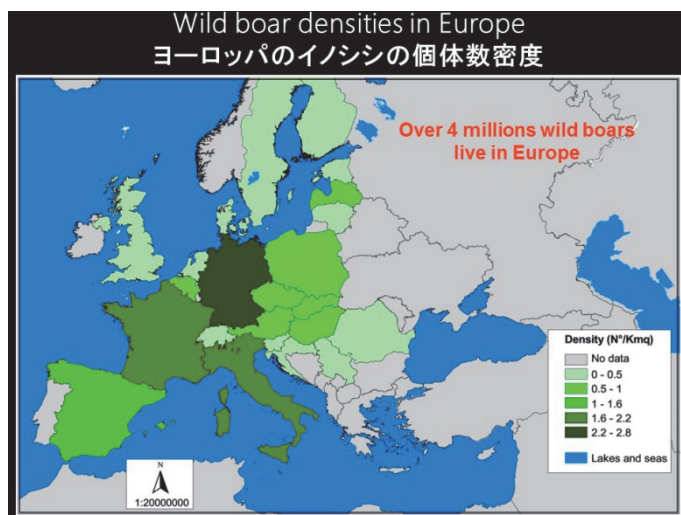 Wild boar densities in Europe
ヨーロッパのイノシシの個体数密度
Over 4 millions wild boars
live in Europe
Density (N°/Kmq)
No data
0 - 0.5
0.5 - 1
1 - 1.6
1.6 - 2.2
2.2 - 2.8
Lakes and seas
N
1:20000000